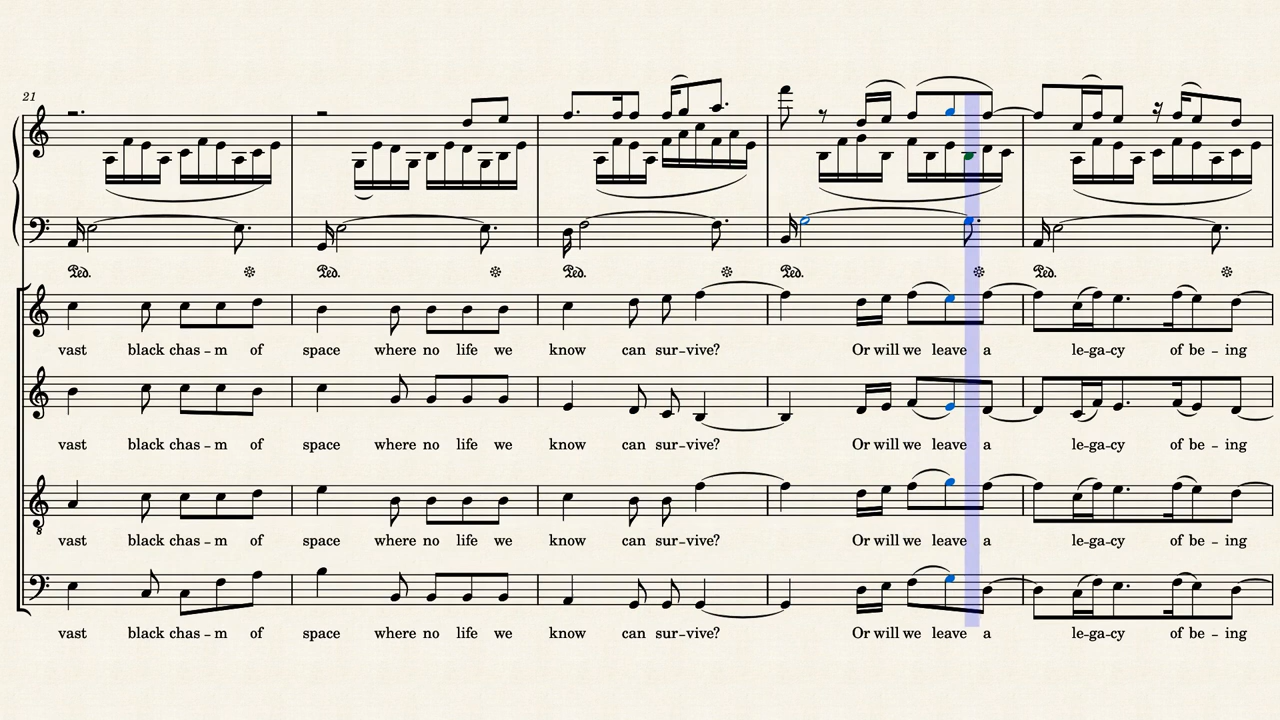 21
Ped. Ped. Ped. Ped. Ped.
vast black chas – m of space where no life we know can sur–vive? Or will we leave a le–ga–cy of be – ing
vast black chas – m of space where no life we know can sur–vive? Or will we leave a le–ga–cy of be – ing
8
vast black chas – m of space where no life we know can sur–vive? Or will we leave a le–ga–cy of be – ing
vast black chas – m of space where no life we know can sur–vive? Or will we leave a le–ga–cy of be – ing